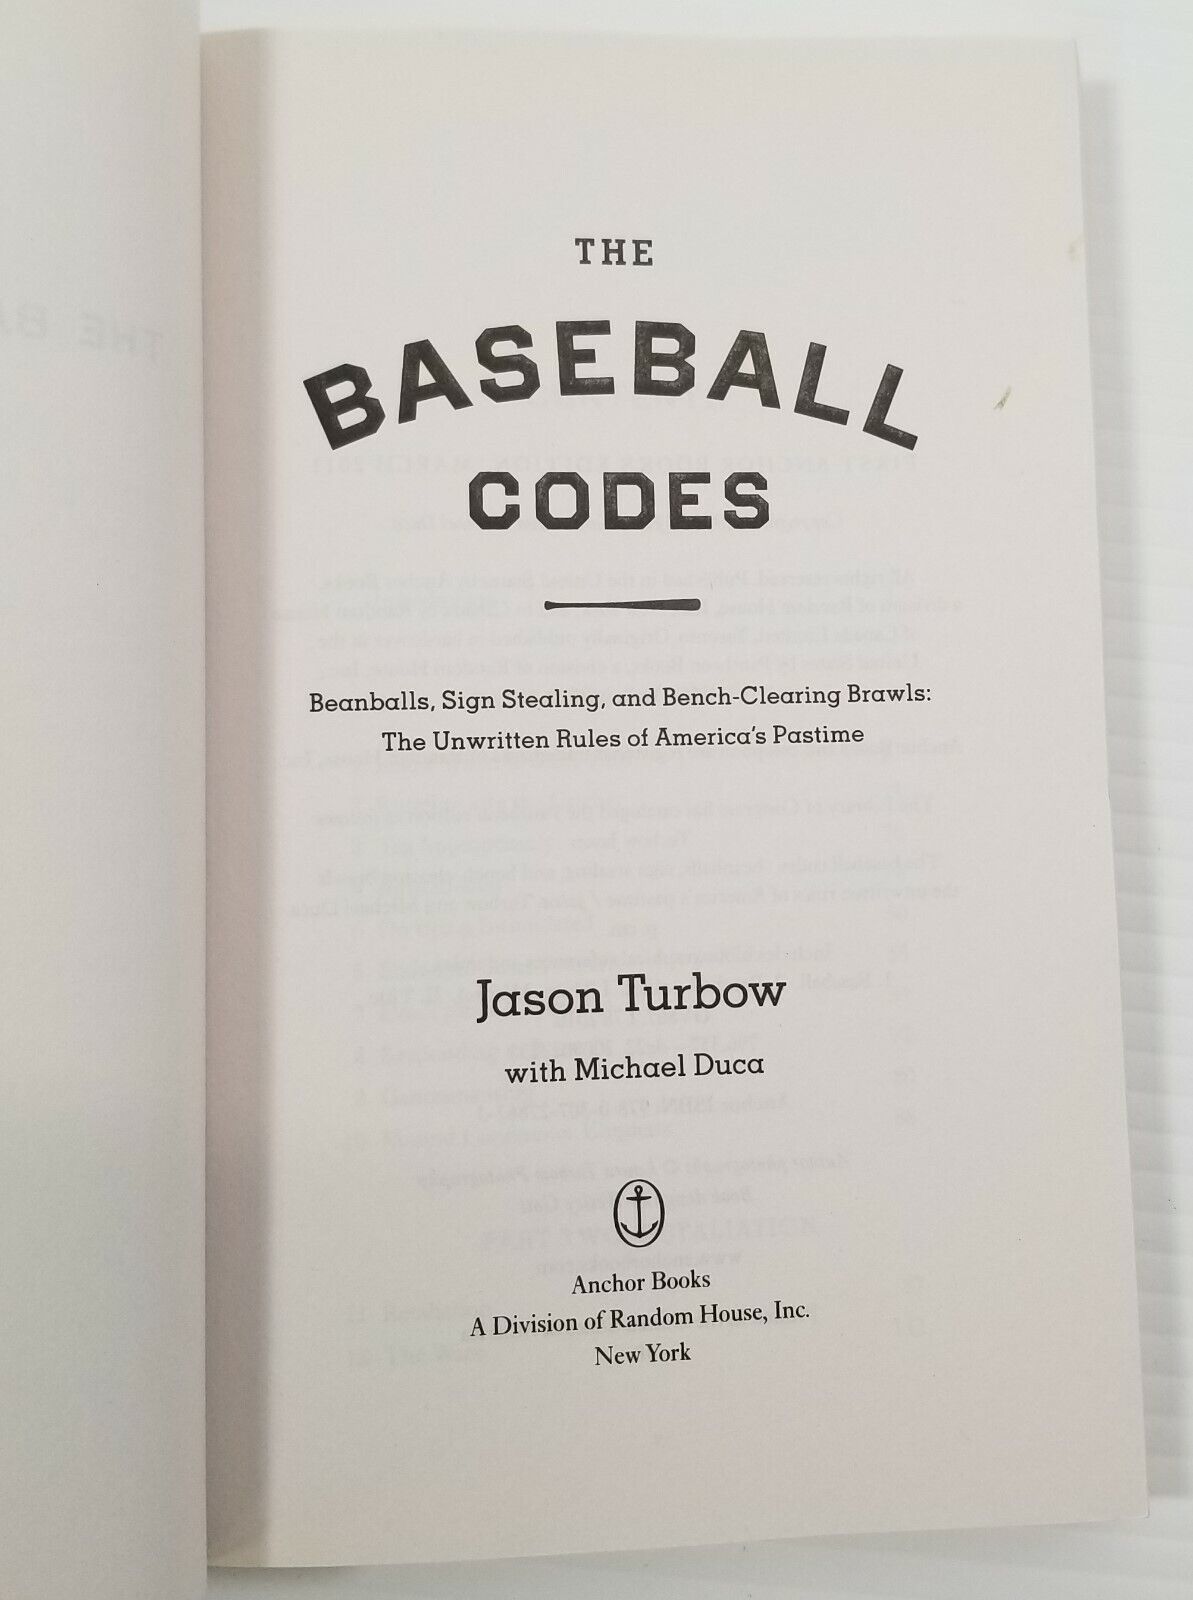 THE
BASEBALL
CODES
Beanballs, Sign Stealing, and Bench-Clearing Brawls:
The Unwritten Rules of America's Pastime
Jason Turbow
with Michael Duca
Anchor Books
A Division of Random House, Inc.
New York